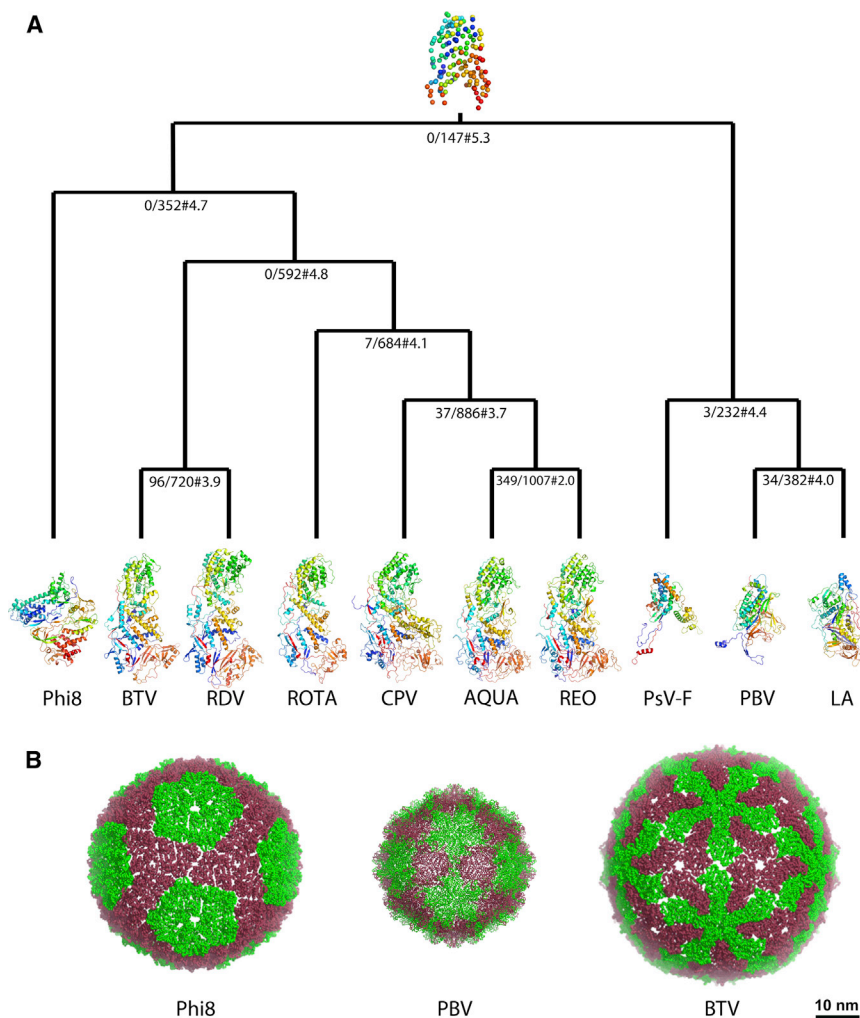 A
0/147#5.3
0/352#4.7
0/592#4.8
7/684#4.1
37/886#3.7
3/232#4.4
96/720#3.9
349/1007#2.0
34/382#4.0
Phi8 BTV RDV ROTA CPV AQUA REO PsV-F PBV LA
B
Phi8 PBV BTV
10 nm